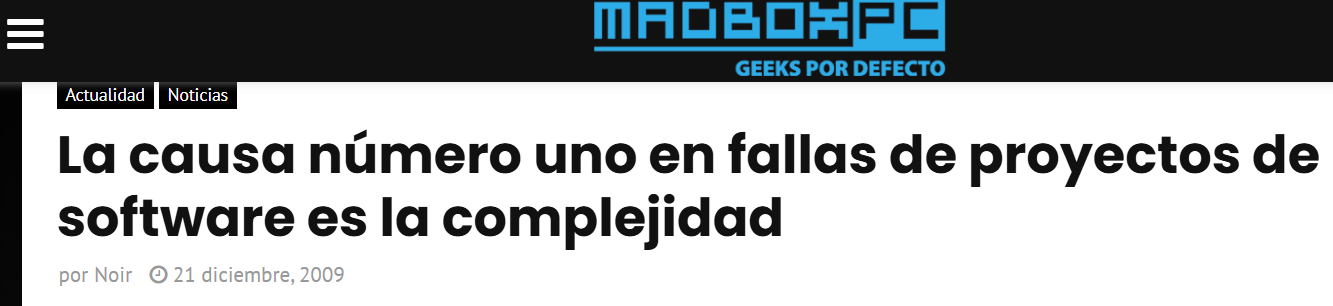 MADBOXPC
GEEKS POR DEFECTO
Actualidad Noticias
La causa número uno en fallas de proyectos de
software es la complejidad
por Noir 21 diciembre, 2009